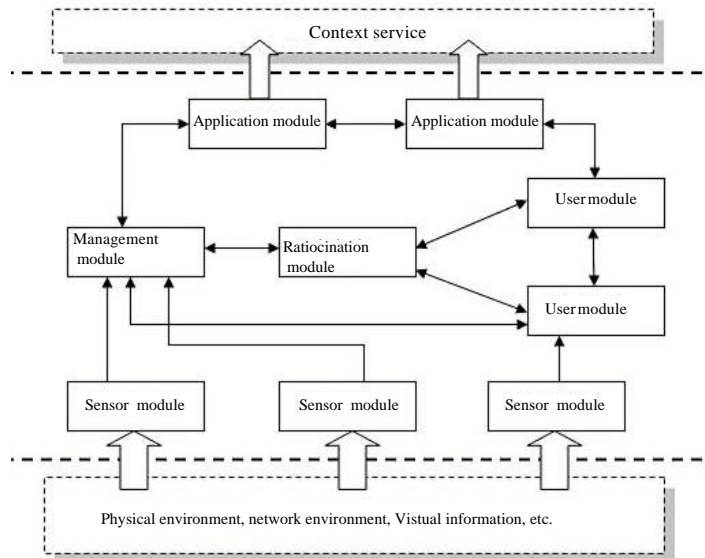 Context service
Application module
Application module
User module
Management
module
Ratiocination
module
User module
Sensor module
Sensor module
Sensor module
Physical environment, network environment, Vistual information, etc.